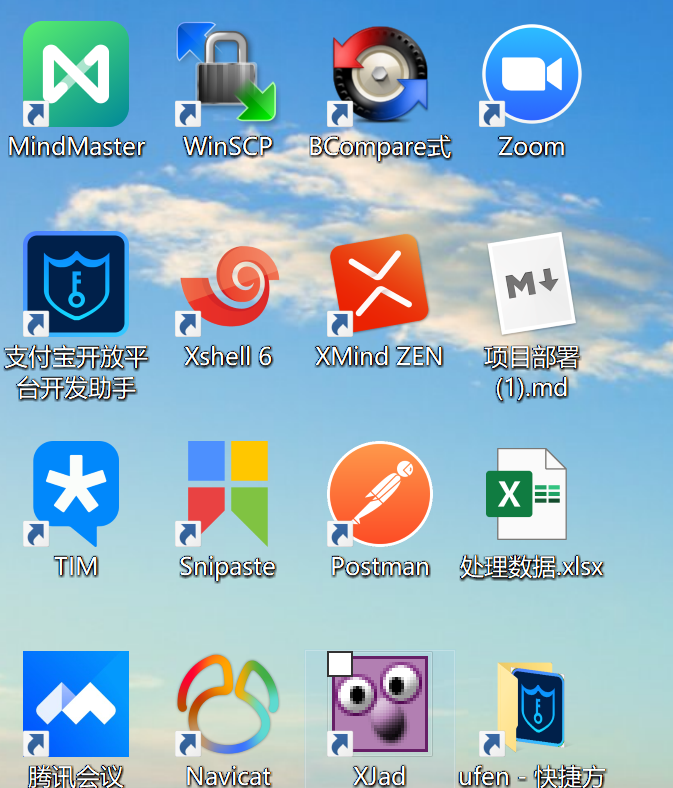 MindMaster
WinSCP
BCompare式
Zoom
支付宝开放平
台开发助手
Xshell 6
XMind ZEN
M
项目部署
(1).md
TIM
Snipaste
Postman
X
处理数据.xlsx
腾讯会议
Navicat
XJad
ufen - 快捷方